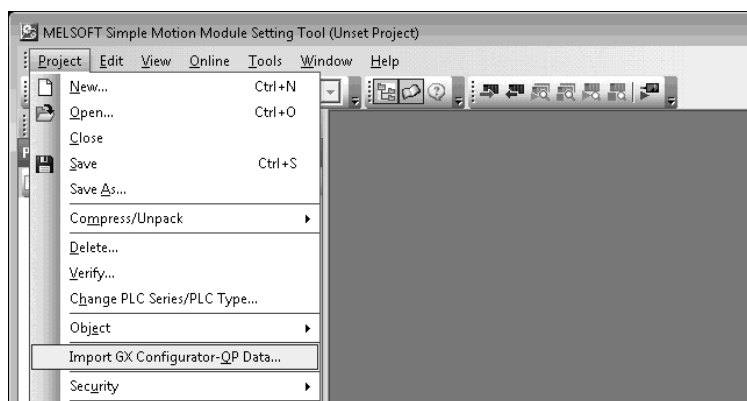 MELSOFT Simple Motion Module Setting Tool (Unset Project)
Project Edit View Online Tools Window Help
New... Ctrl+N
Open... Ctrl+O
Close
Save Ctrl+S
Save As...
Compress/Unpack
Delete...
Verify...
Change PLC Series/PLC Type...
Object
Import GX Configurator-QP Data...
Security